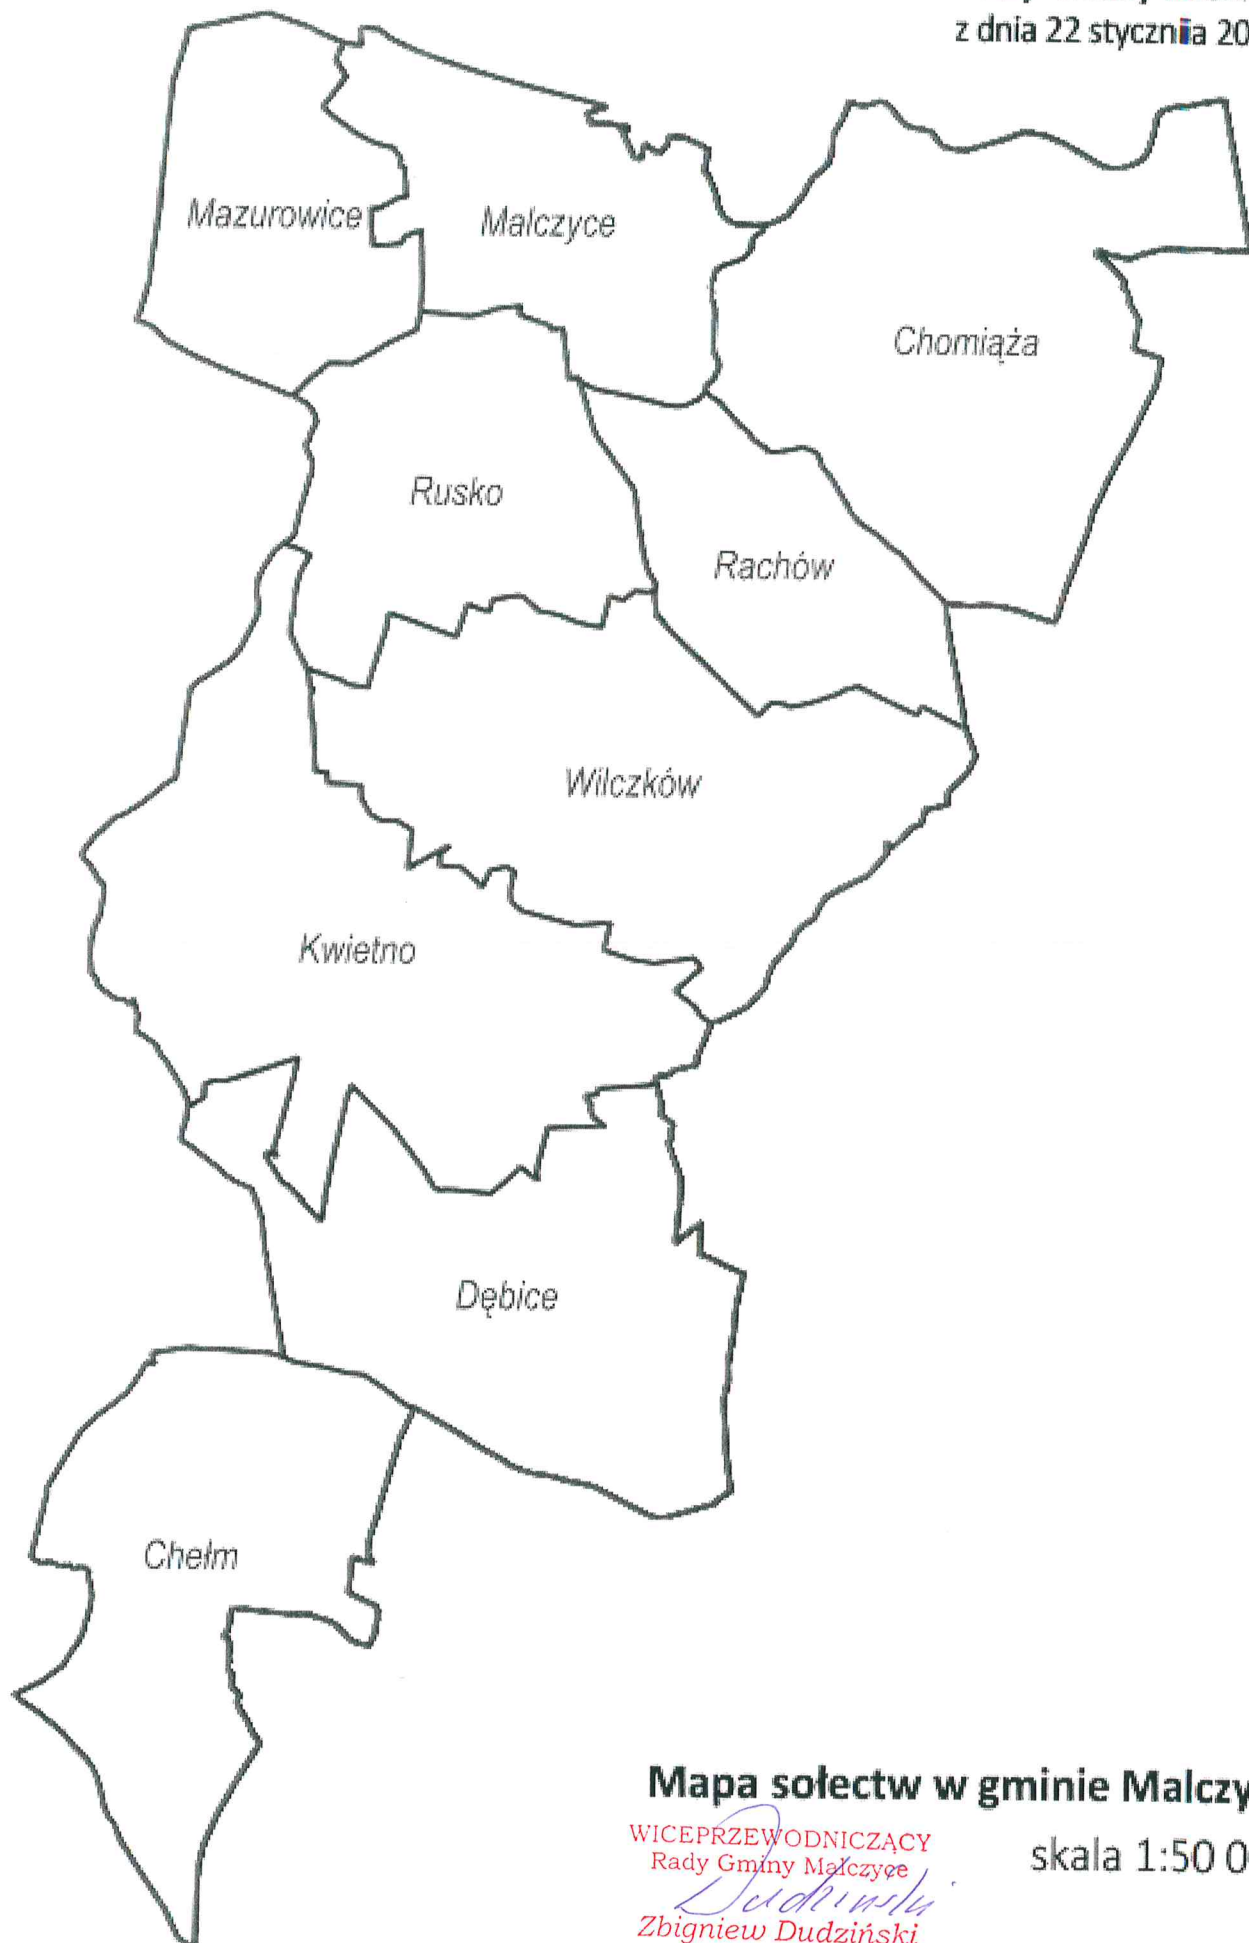 z dnia 22 stycznia 20
Mazurowice
Malczyce
Chomiąża
Rusko
Rachów
Wilczków
Kwietno
Dębice
Chełm
Mapa sołectw w gminie Malczy
WICEPRZEWODNICZĄCY
Rady Gminy Malczyce
skala 1:50 0
Dudziński
Zbigniew Dudziński